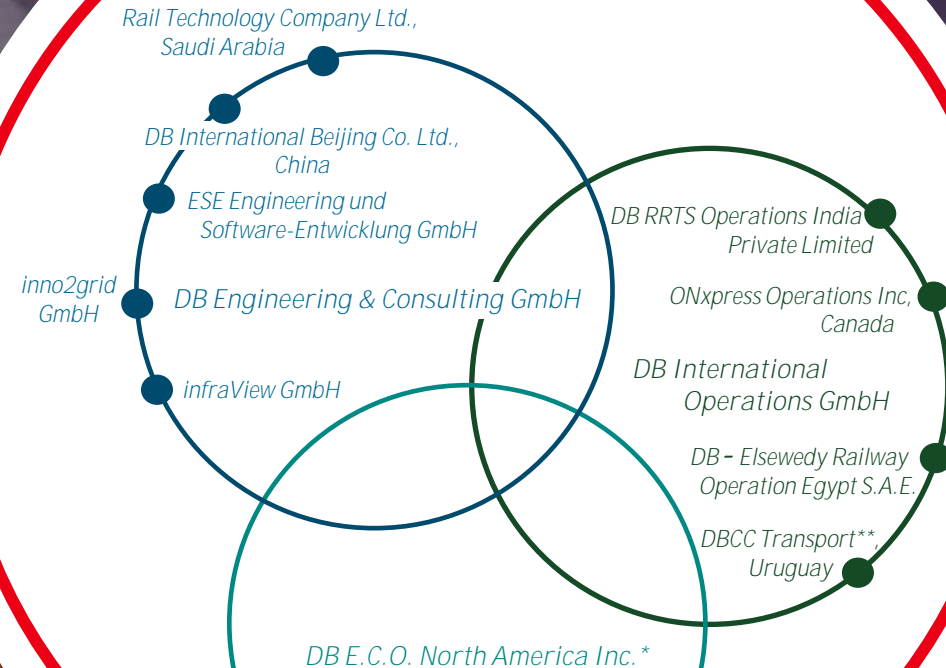 Rail Technology Company Ltd.,
Saudi Arabia
DB International Beijing Co. Ltd.,
China
ESE Engineering und
Software-Entwicklung GmbH
inno2grid
GmbH
DB Engineering & Consulting GmbH
infraView GmbH
DB RRTS Operations India
Private Limited
ONxpress Operations Inc,
Canada
DB International
Operations GmbH
DB - Elsewedy Railway
Operation Egypt S.A.E.
DBCC Transport**,
Uruguay
DB E.C.O. North America Inc.*